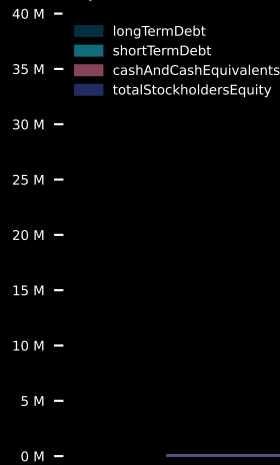 40 M
longTermDebt
shortTermDebt
35 M
cashAndCashEquivalents
totalStockholdersEquity
30 M
25 M
20 M
15 M
10 M
5 M
0 M